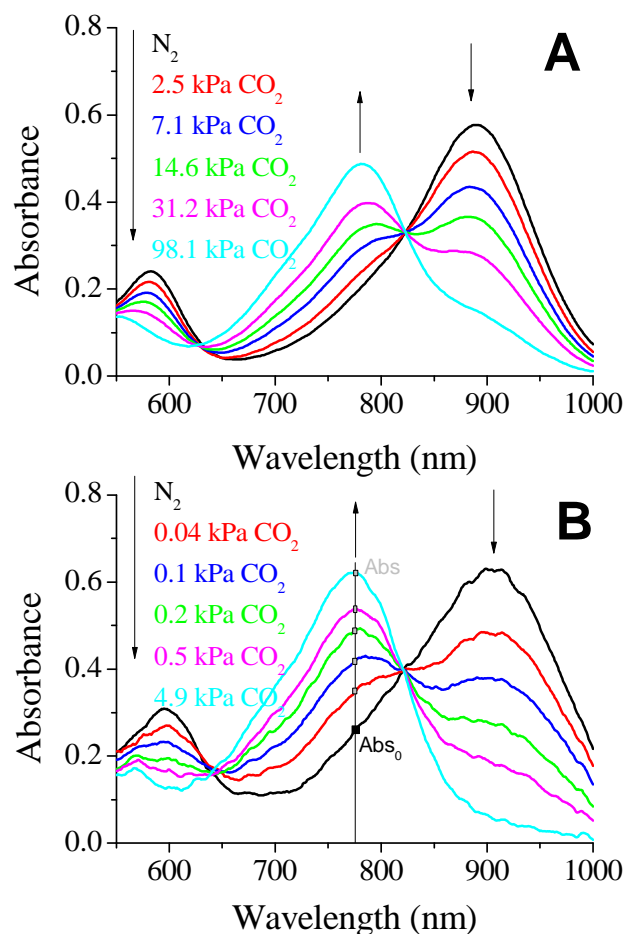 A
N₂
2.5 kPa CO₂
7.1 kPa CO₂
14.6 kPa CO₂
31.2 kPa CO₂
98.1 kPa CO₂
0.8
0.6
0.4
0.2
0.0
Absorbance
600 700 800 900 1000
Wavelength (nm)
B
N₂
0.04 kPa CO₂
0.1 kPa CO₂
0.2 kPa CO₂
0.5 kPa CO₂
4.9 kPa CO₂
Abs
Abs₀
0.8
0.6
0.4
0.2
0.0
Absorbance
600 700 800 900 1000
Wavelength (nm)